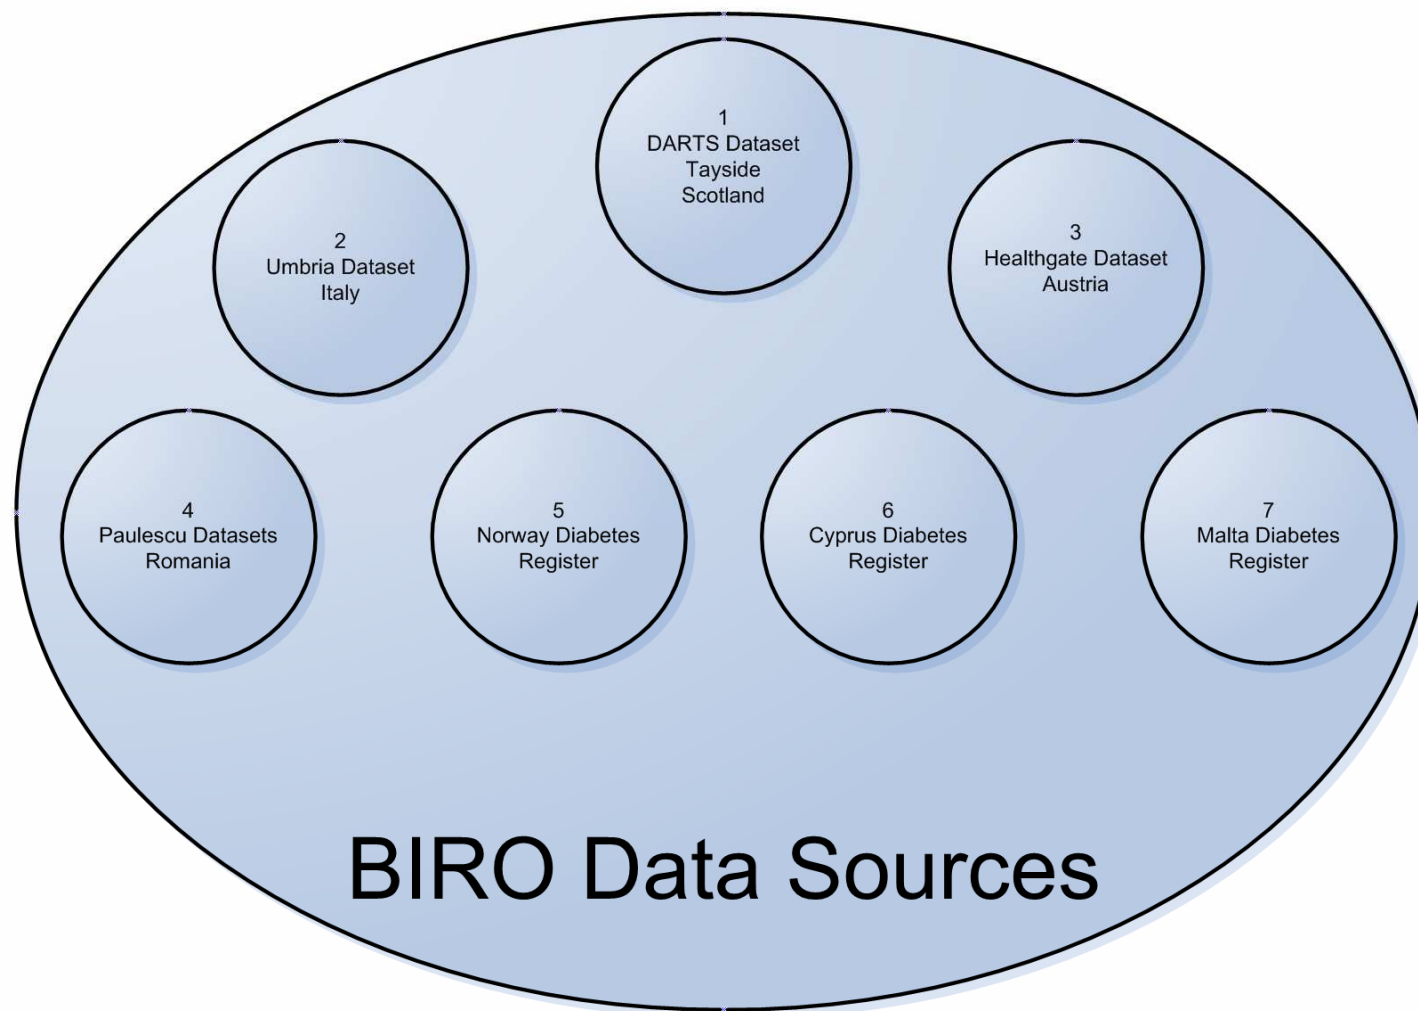 1
DARTS Dataset
Tayside
Scotland
2
Umbria Dataset
Italy
3
Healthgate Dataset
Austria
4
Paulescu Datasets
Romania
5
Norway Diabetes
Register
6
Cyprus Diabetes
Register
7
Malta Diabetes
Register
BIRO Data Sources